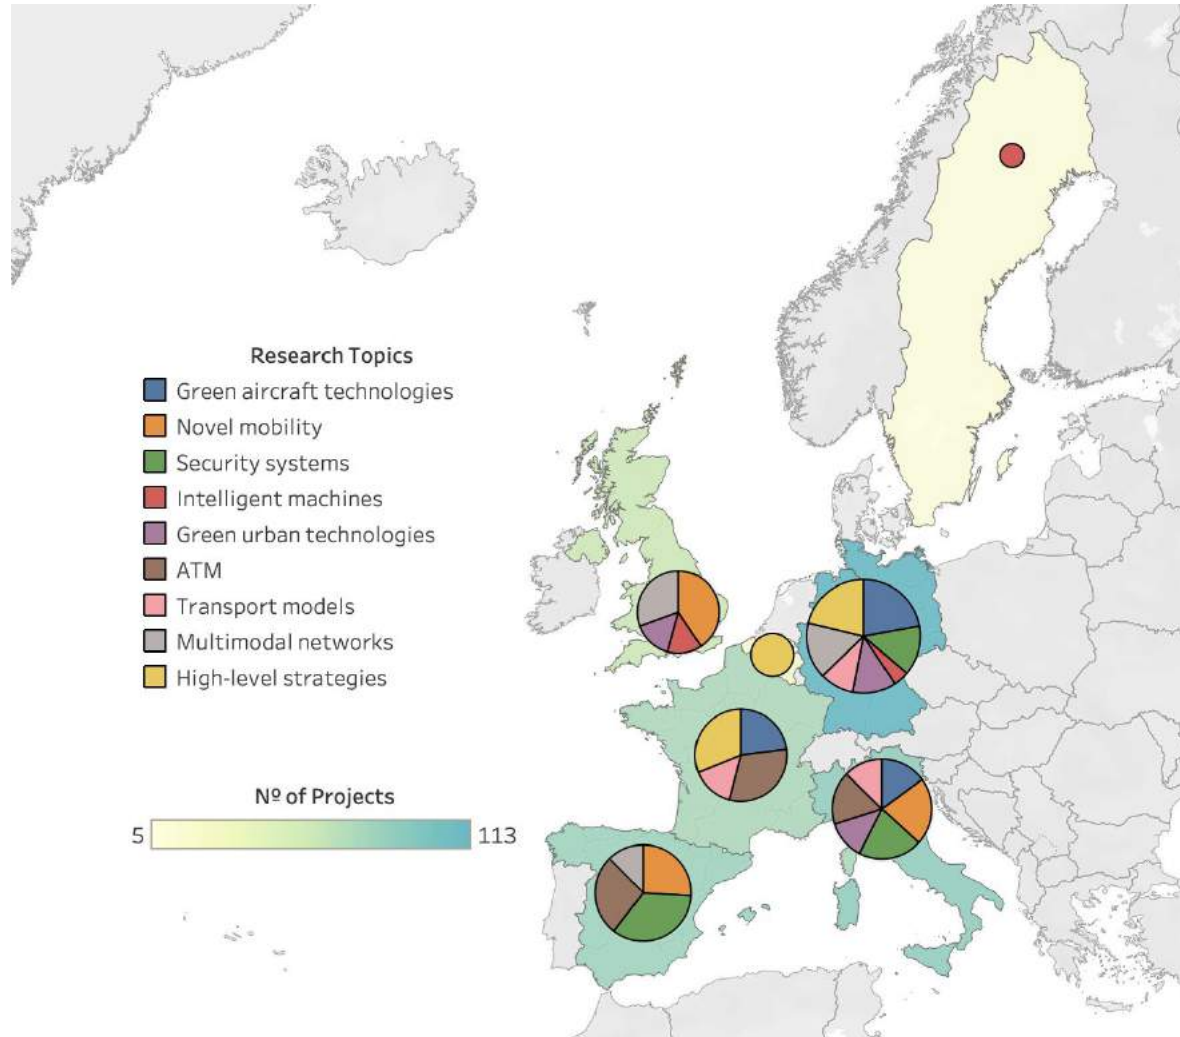 Research Topics
Green aircraft technologies
Novel mobility
Security systems
Intelligent machines
Green urban technologies
ATM
Transport models
Multimodal networks
High-level strategies
Nº of Projects
5 113